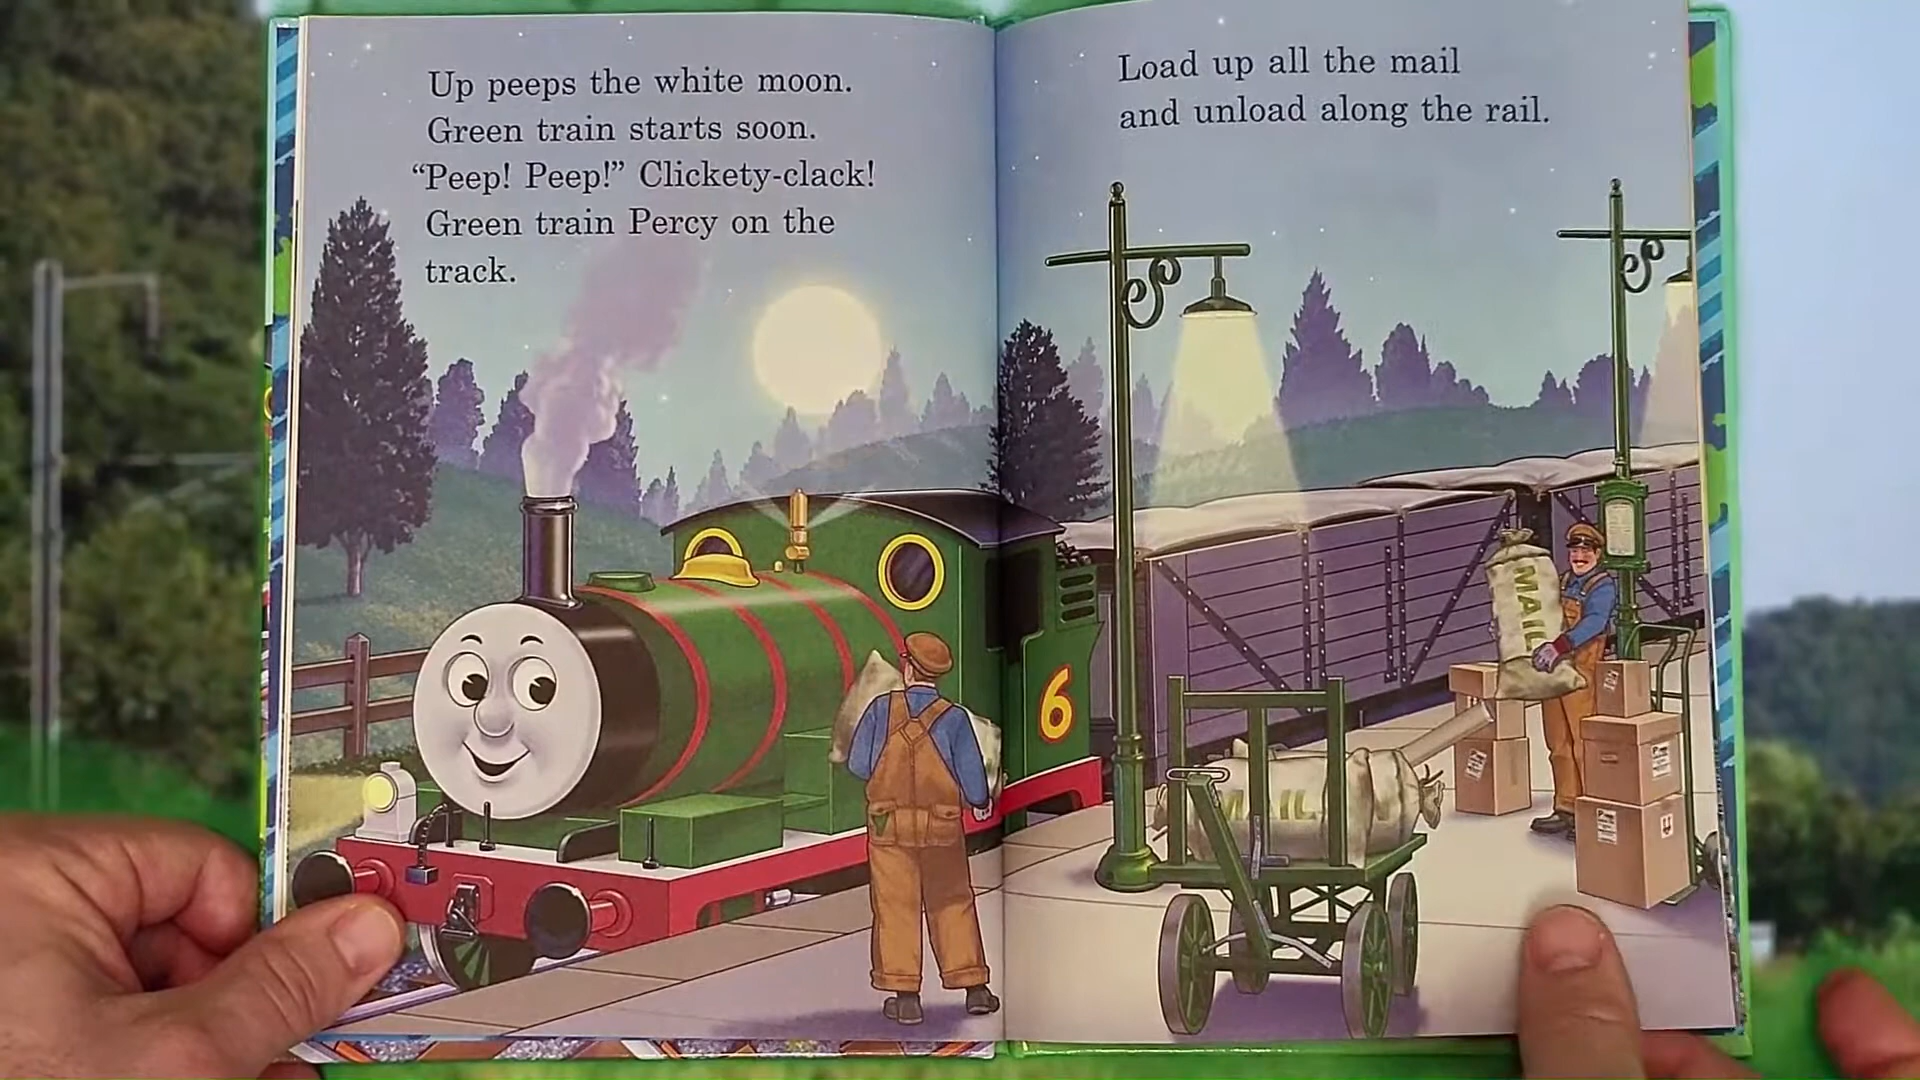 Up peeps the white moon.
Green train starts soon.
“Peep! Peep!” Clickety-clack!
Green train Percy on the
track.
Load up all the mail
and unload along the rail.
6
MAIL
MAIL